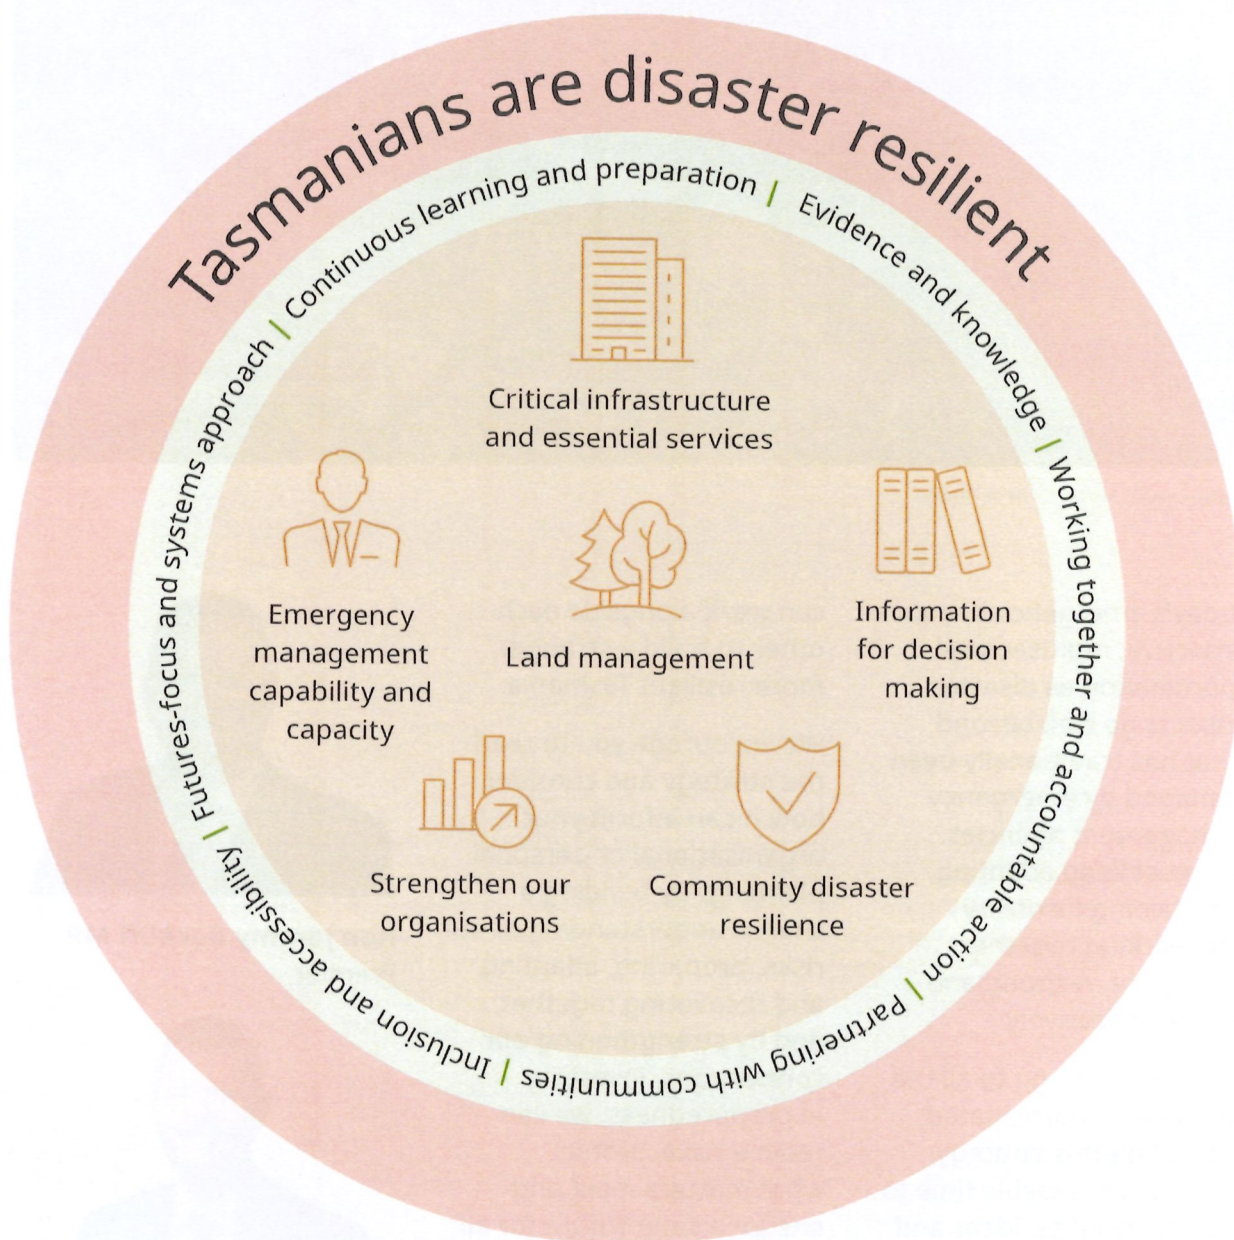 Tasmanians are disaster resilient
Continuous learning and preparation | Evidence and knowledge | Working together and accountable action | Partnering with communities | Inclusion and accessibility | Futures-focus and systems approach |
Critical infrastructure
and essential services
Emergency
management
capability and
capacity
Land management
Information
for decision
making
Strengthen our
organisations
Community disaster
resilience